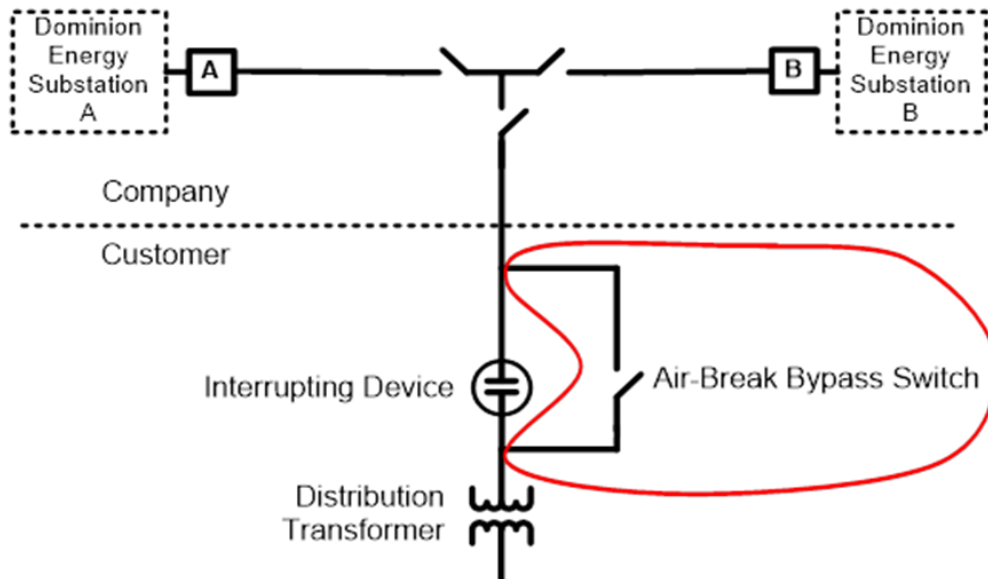 Dominion
Energy
Substation
A
A
B
Dominion
Energy
Substation
B
Company
Customer
Interrupting Device
Air-Break Bypass Switch
Distribution
Transformer